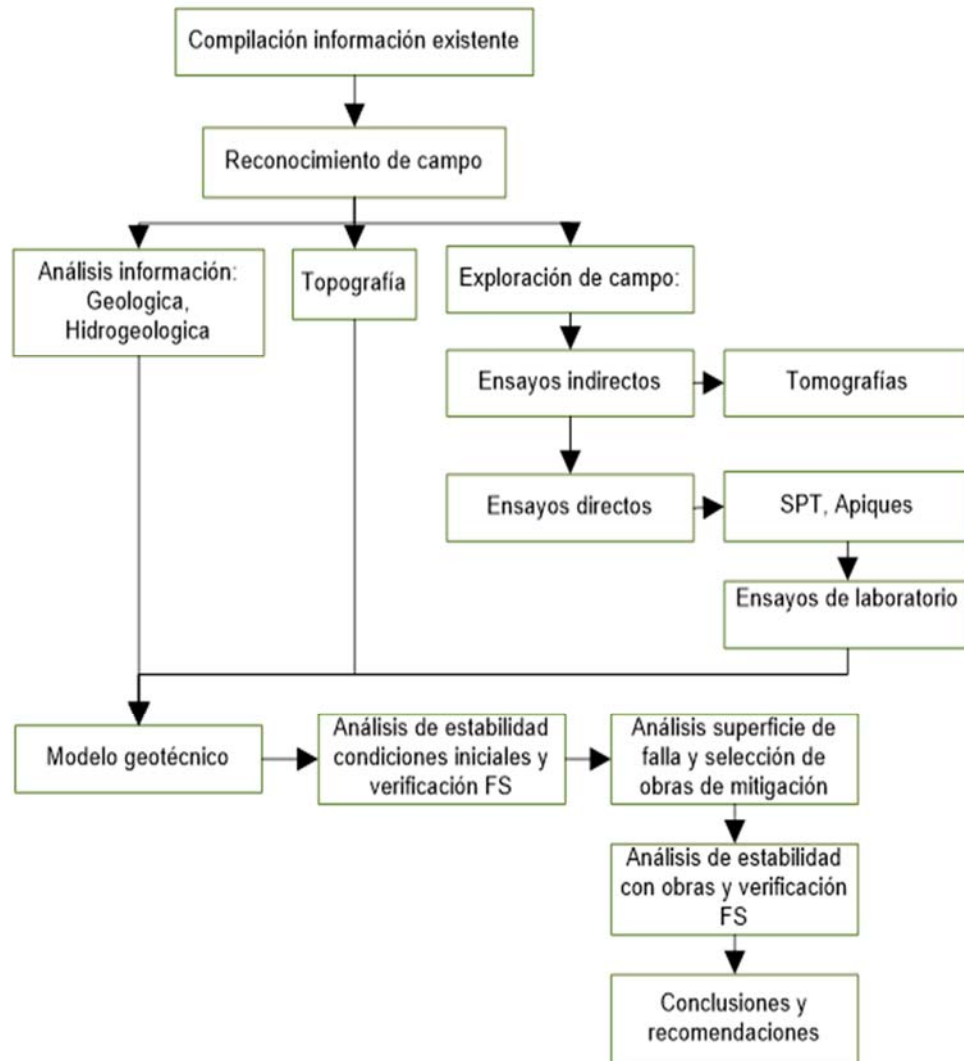 Compilación información existente
Reconocimiento de campo
Análisis información:
Geologica,
Hidrogeologica
Topografía
Exploración de campo:
Ensayos indirectos
Tomografías
Ensayos directos
SPT, Apiques
Ensayos de laboratorio
Modelo geotécnico
Análisis de estabilidad
condiciones iniciales y
verificación FS
Análisis superficie de
falla y selección de
obras de mitigación
Análisis de estabilidad
con obras y verificación
FS
Conclusiones y
recomendaciones